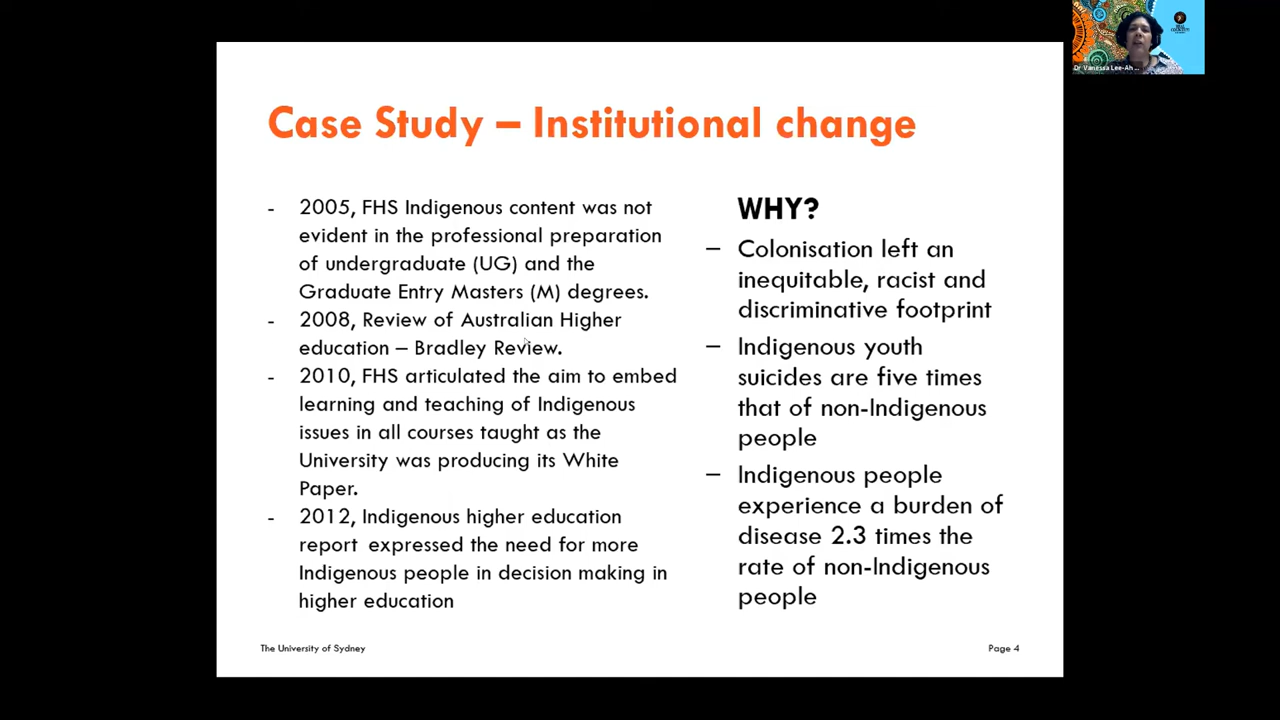 Case Study – Institutional change
- 2005, FHS Indigenous content was not
evident in the professional preparation
of undergraduate (UG) and the
Graduate Entry Masters (M) degrees.
- 2008, Review of Australian Higher
education – Bradley Review.
- 2010, FHS articulated the aim to embed
learning and teaching of Indigenous
issues in all courses taught as the
University was producing its White
Paper.
- 2012, Indigenous higher education
report expressed the need for more
Indigenous people in decision making in
higher education
WHY?
– Colonisation left an
inequitable, racist and
discriminative footprint
– Indigenous youth
suicides are five times
that of non-Indigenous
people
– Indigenous people
experience a burden of
disease 2.3 times the
rate of non-Indigenous
people
The University of Sydney
Page 4
Dr Vanessa Lee-Ah ...